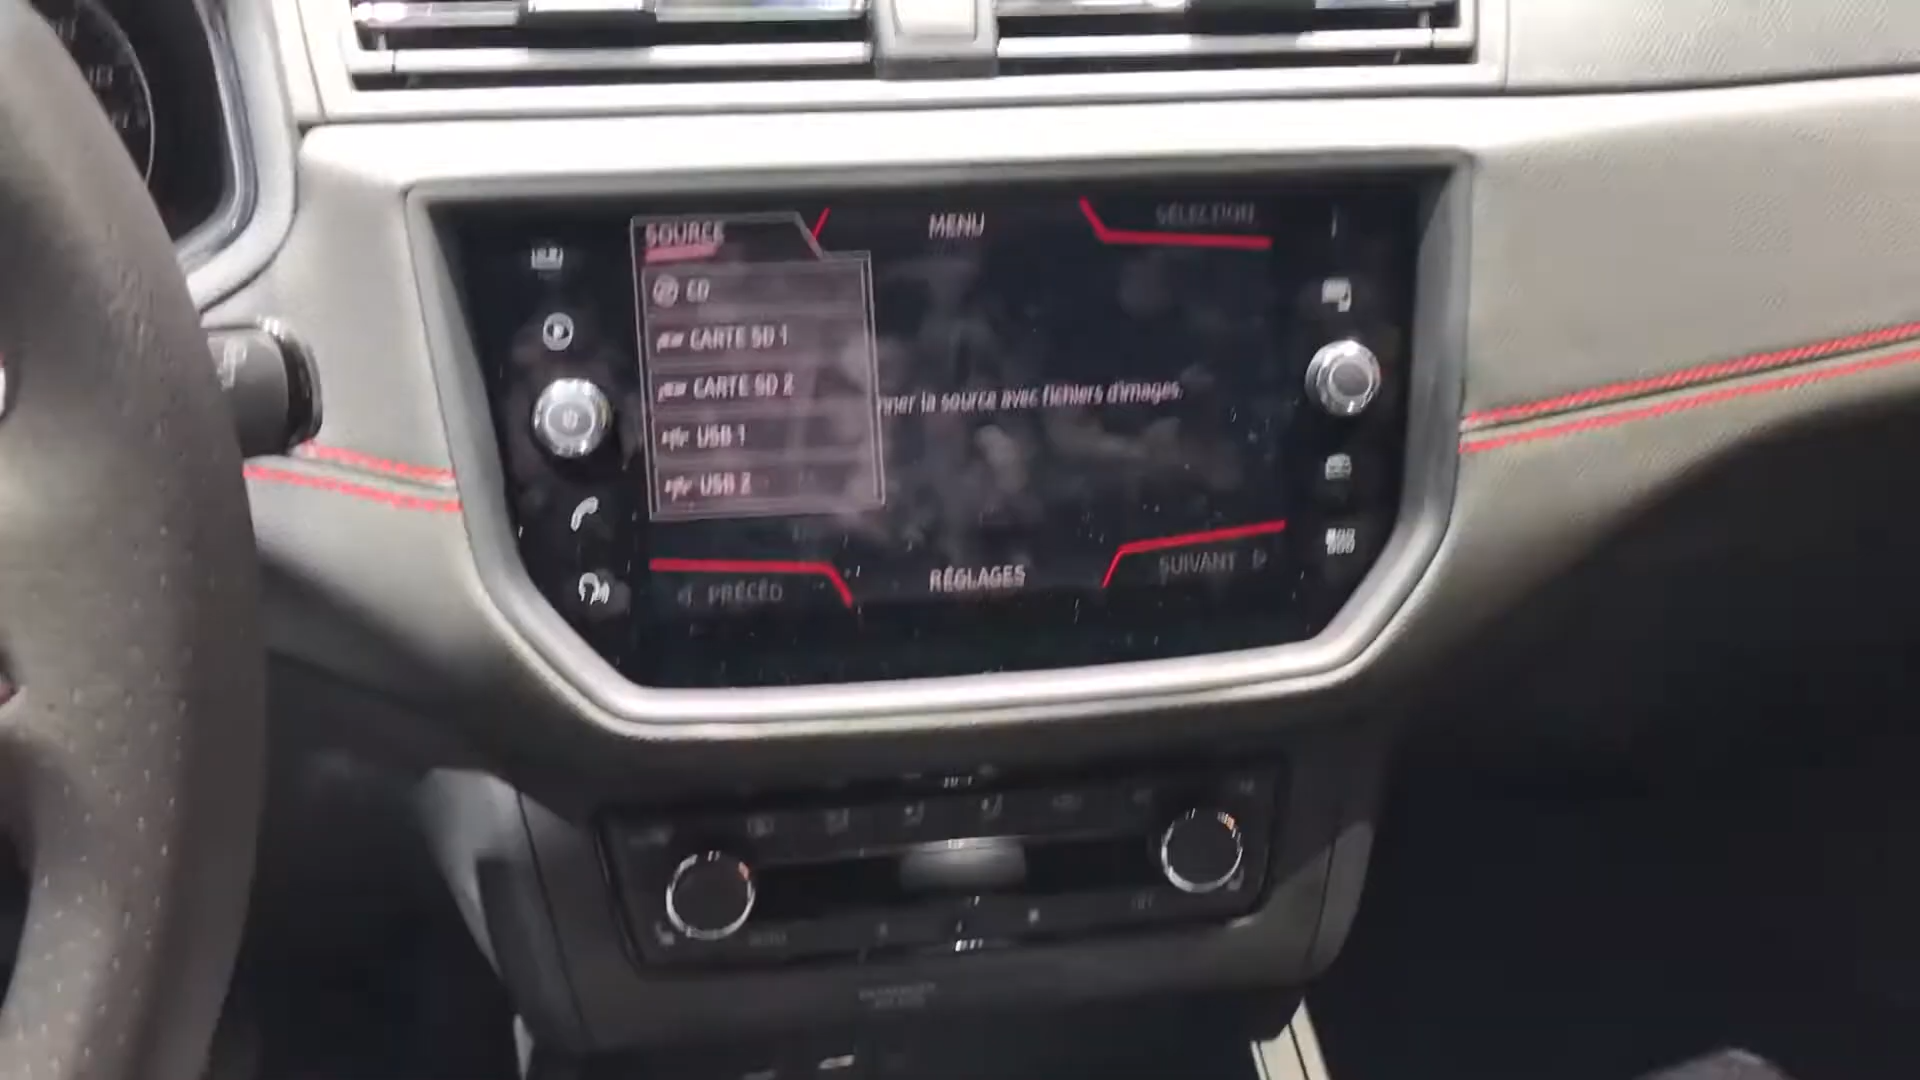 SOURCE
MENU
SÉLECTION
CD
CARTE SD 1
CARTE SD 2
nner la source avec fichiers d'images.
USB 1
USB 2
PRÉCÉD
RÉGLAGES
SUIVANT